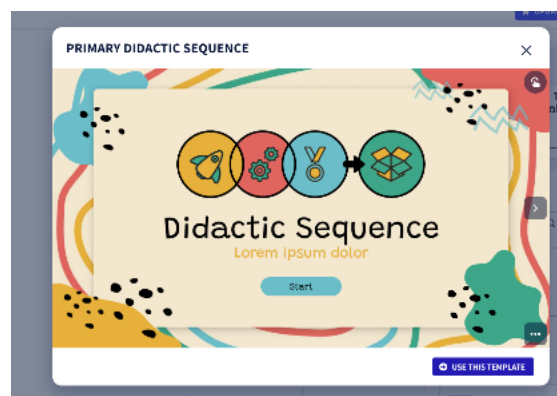 PRIMARY DIDACTIC SEQUENCE
Didactic Sequence
Lorem ipsum dolor
Start
USE THIS TEMPLATE